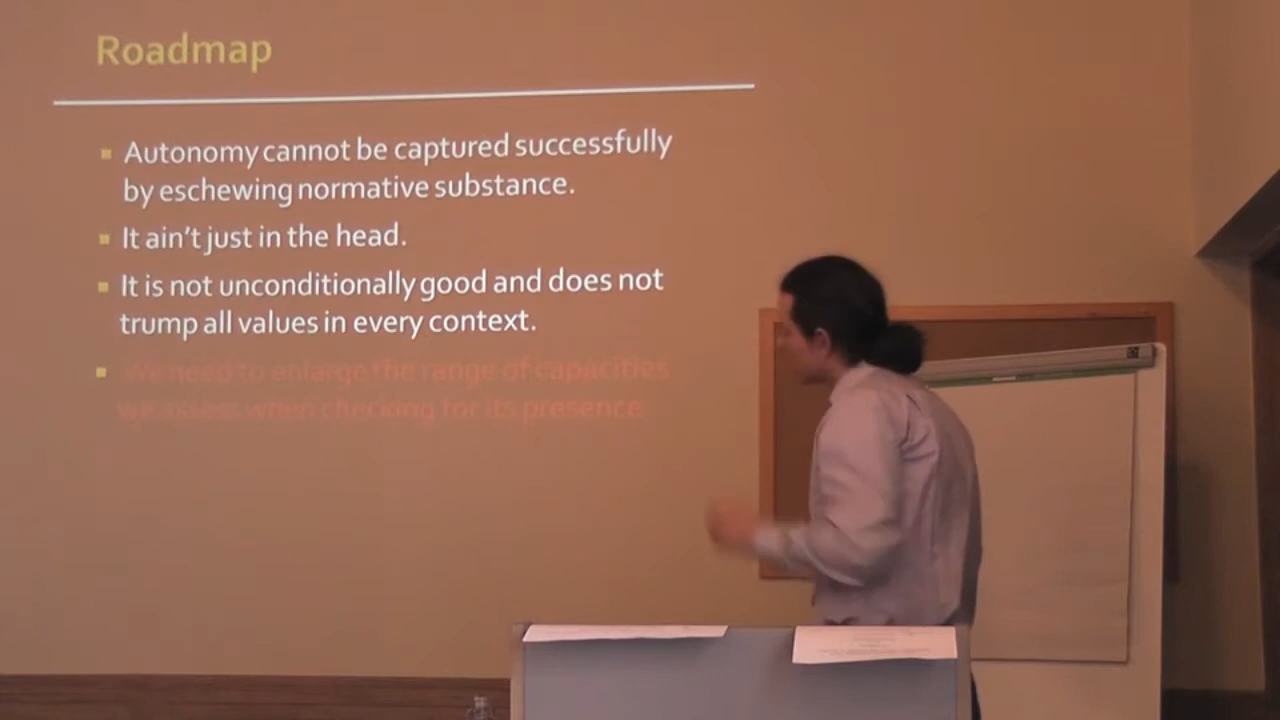 Roadmap
Autonomy cannot be captured successfully
by eschewing normative substance.
It ain't just in the head.
It is not unconditionally good and does not
trump all values in every context.
We need to enlarge the range of capacities
we assess when checking for its presence